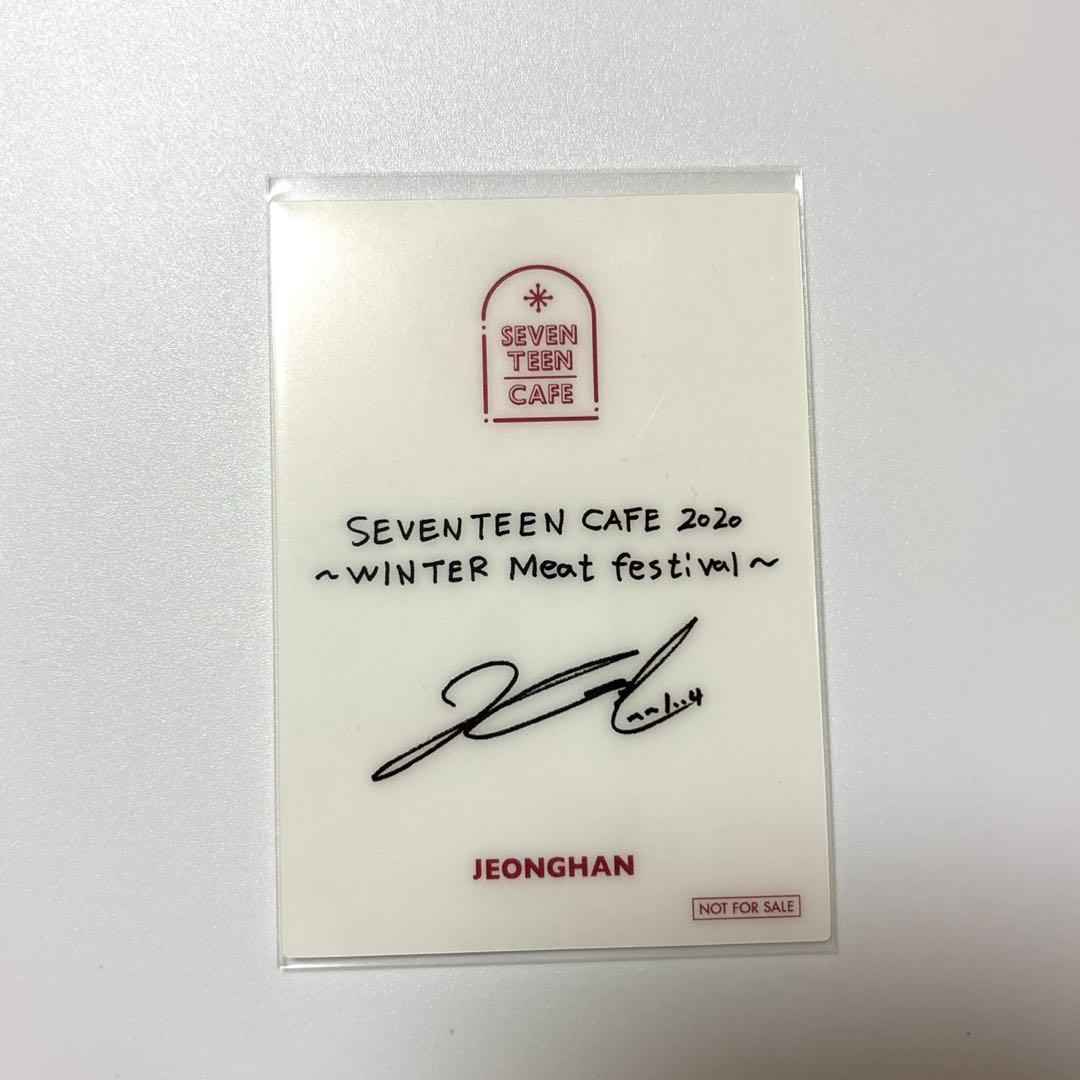 SEVEN
TEEN
CAFE
SEVENTEEN CAFE 2020
~WINTER Meat festival~
JEONGHAN
NOT FOR SALE